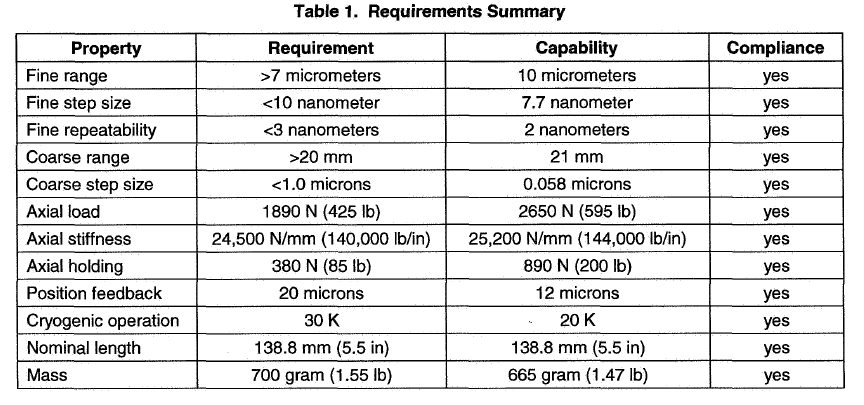 Table 1. Requirements Summary
Property Requirement Capability Compliance
Fine range >7 micrometers 10 micrometers yes
Fine step size <10 nanometer 7.7 nanometer yes
Fine repeatability <3 nanometers 2 nanometers yes
Coarse range >20 mm 21 mm yes
Coarse step size <1.0 microns 0.058 microns yes
Axial load 1890 N (425 lb) 2650 N (595 lb) yes
Axial stiffness 24,500 N/mm (140,000 lb/in) 25,200 N/mm (144,000 lb/in) yes
Axial holding 380 N (85 lb) 890 N (200 lb) yes
Position feedback 20 microns 12 microns yes
Cryogenic operation 30 K 20 K yes
Nominal length 138.8 mm (5.5 in) 138.8 mm (5.5 in) yes
Mass 700 gram (1.55 lb) 665 gram (1.47 lb) yes